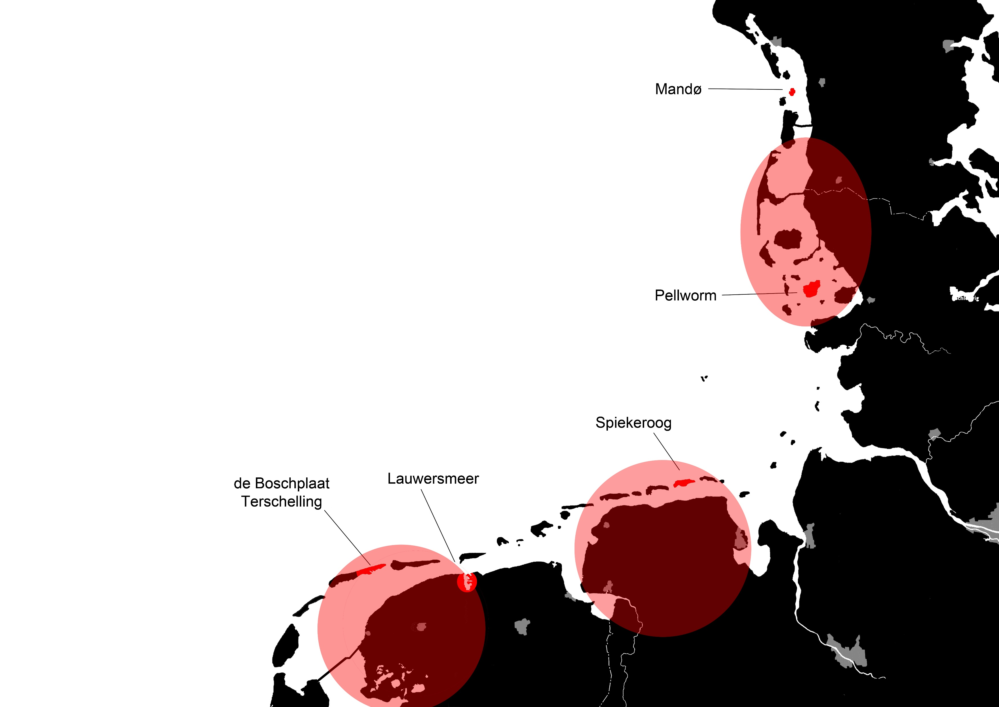 Mandø
Pellworm
Spiekeroog
Lauwersmeer
de Boschplaat
Terschelling